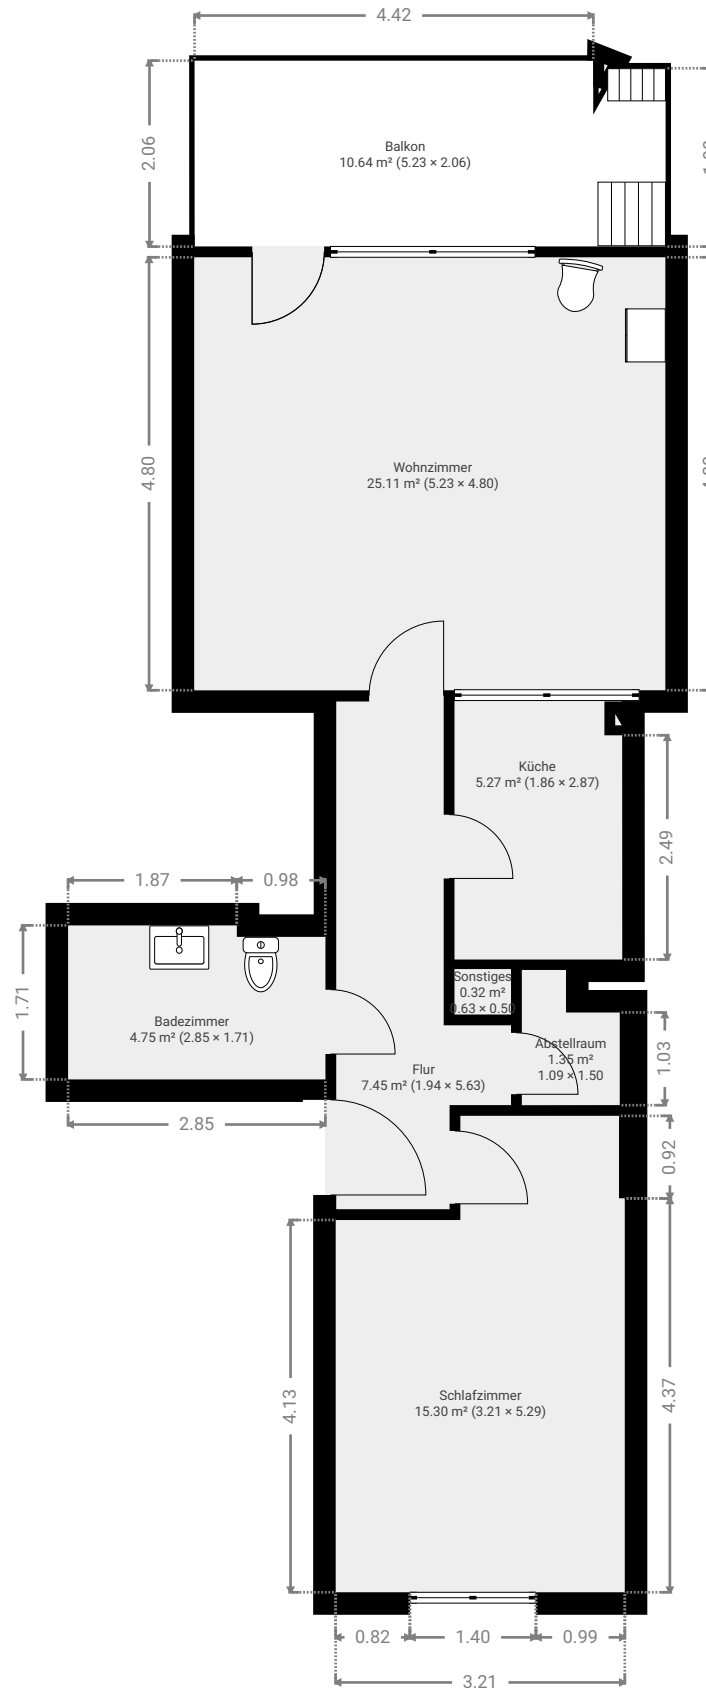 4.42
2.06
Balkon
10.64 m² (5.23 × 2.06)
4.80
Wohnzimmer
25.11 m² (5.23 × 4.80)
Küche
5.27 m² (1.86 × 2.87)
2.49
1.87
0.98
1.71
Badezimmer
4.75 m² (2.85 × 1.71)
Sonstiges
0.32 m²
0.63 × 0.50
Abstellraum
1.35 m²
1.09 × 1.50
1.03
Flur
7.45 m² (1.94 × 5.63)
2.85
0.92
4.13
Schlafzimmer
15.30 m² (3.21 × 5.29)
4.37
0.82
1.40
0.99
3.21